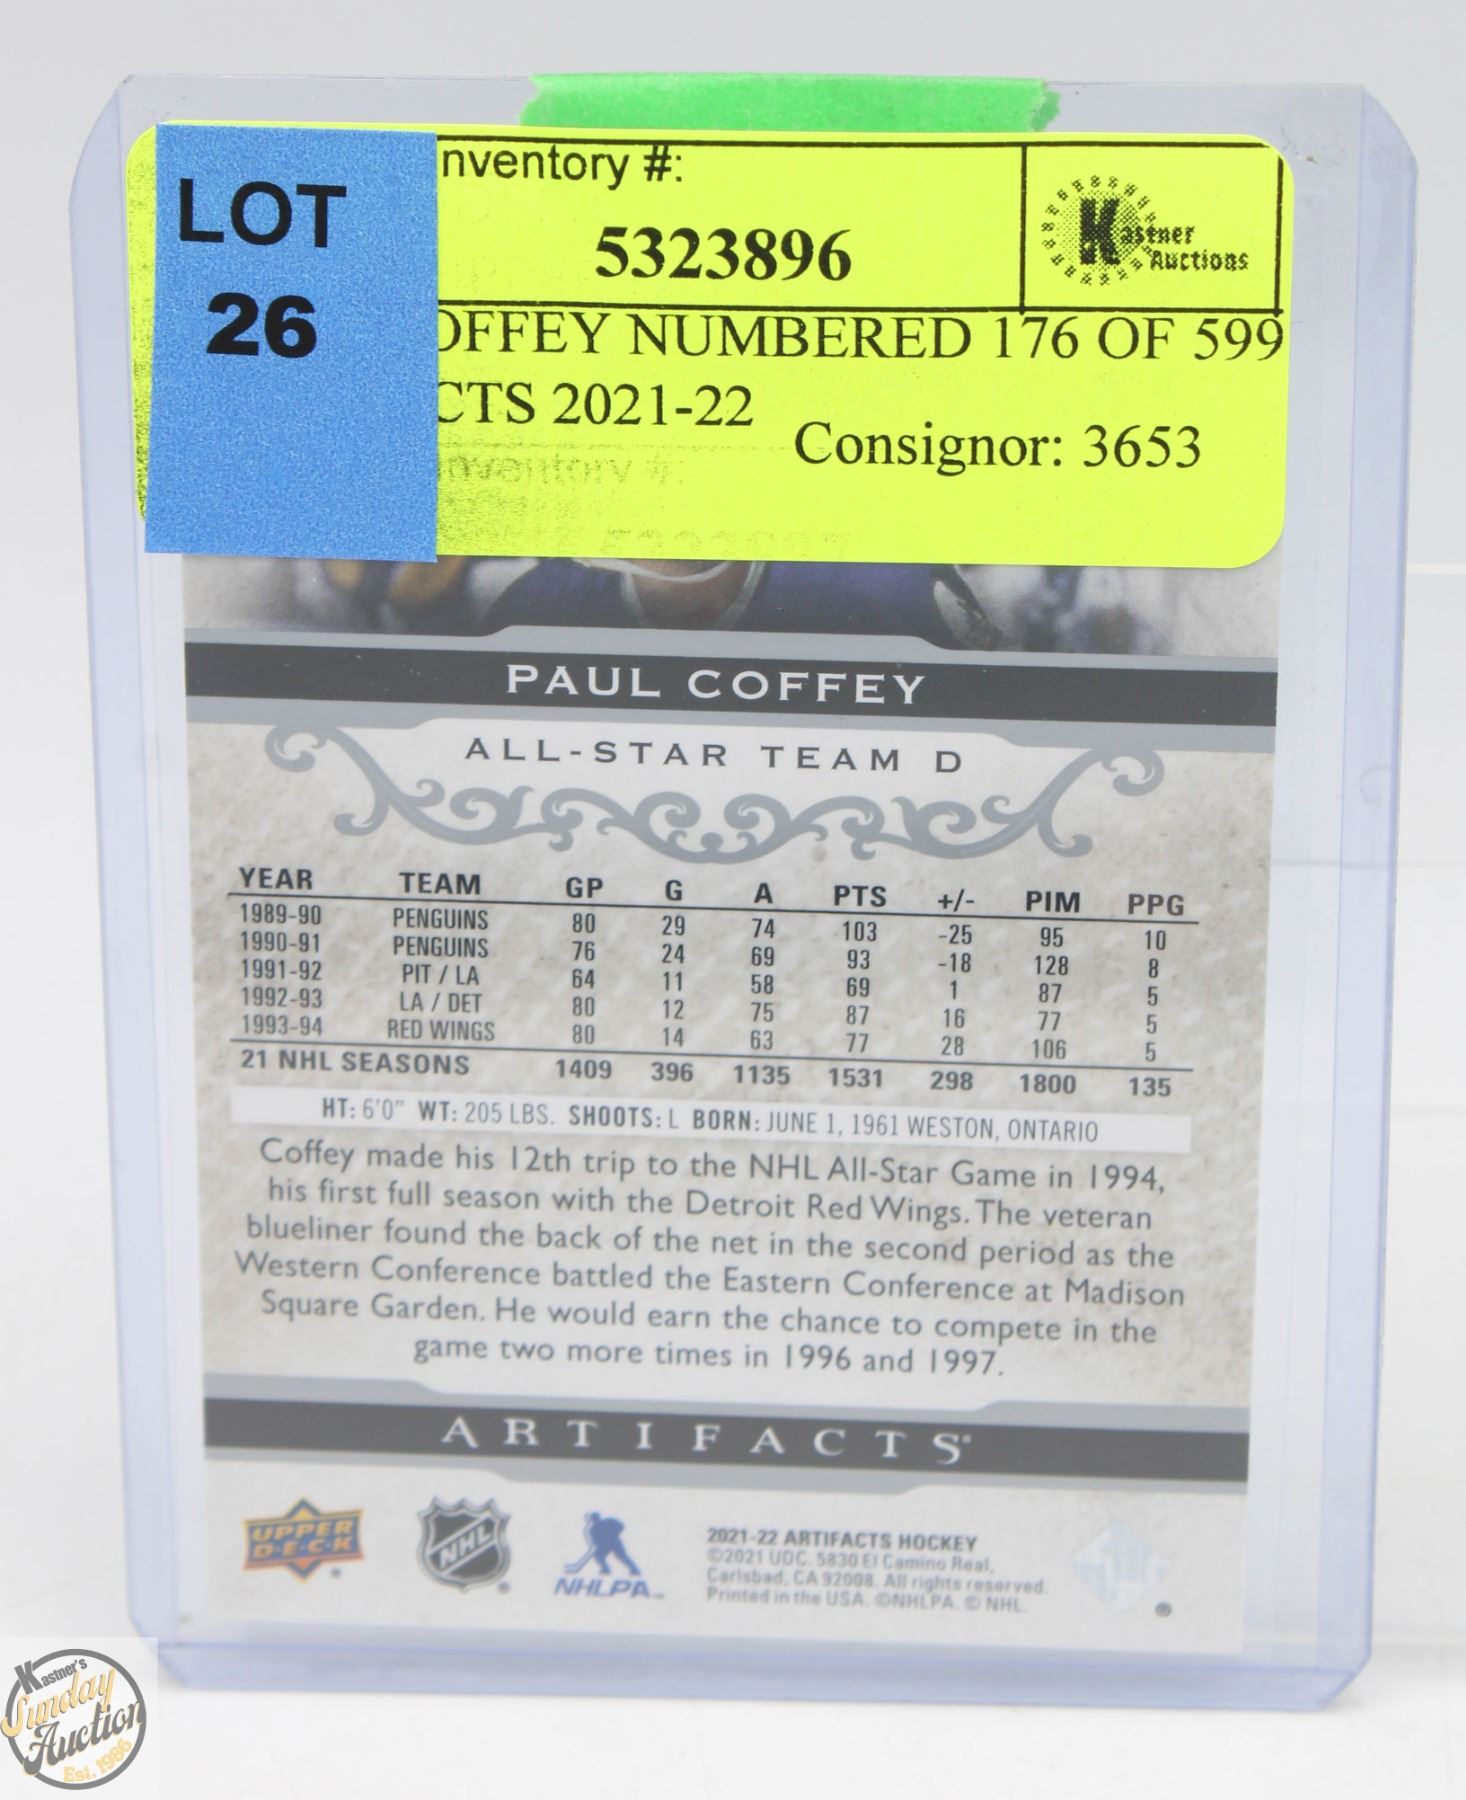 LOT
26
nventory #:
5323896
Kastner
Auctions
OFFEY NUMBERED 176 OF 599
CTS 2021-22
Consignor: 3653
nventory #:
PAUL COFFEY
ALL-STAR TEAM D
YEAR TEAM GP G A PTS +/- PIM PPG
1989-90 PENGUINS 80 29 74 103 -25 95 10
1990-91 PENGUINS 76 24 69 93 -18 128 8
1991-92 PIT / LA 64 11 58 69 1 87 5
1992-93 LA / DET 80 12 75 87 16 77 5
1993-94 RED WINGS 80 14 63 77 28 106 5
21 NHL SEASONS 1409 396 1135 1531 298 1800 135
HT: 6'0" WT: 205 LBS. SHOOTS: L BORN: JUNE 1, 1961 WESTON, ONTARIO
Coffey made his 12th trip to the NHL All-Star Game in 1994,
his first full season with the Detroit Red Wings. The veteran
blueliner found the back of the net in the second period as the
Western Conference battled the Eastern Conference at Madison
Square Garden. He would earn the chance to compete in the
game two more times in 1996 and 1997.
ARTIFACTS®
UPPER
D·E·C·K
NHL
NHLPA™
2021-22 ARTIFACTS HOCKEY
©2021 UDC. 5830 El Camino Real,
Carlsbad, CA 92008. All rights reserved.
Printed in the USA. ©NHLPA. © NHL.
Kastner's
Sunday
Auction
Est. 1986